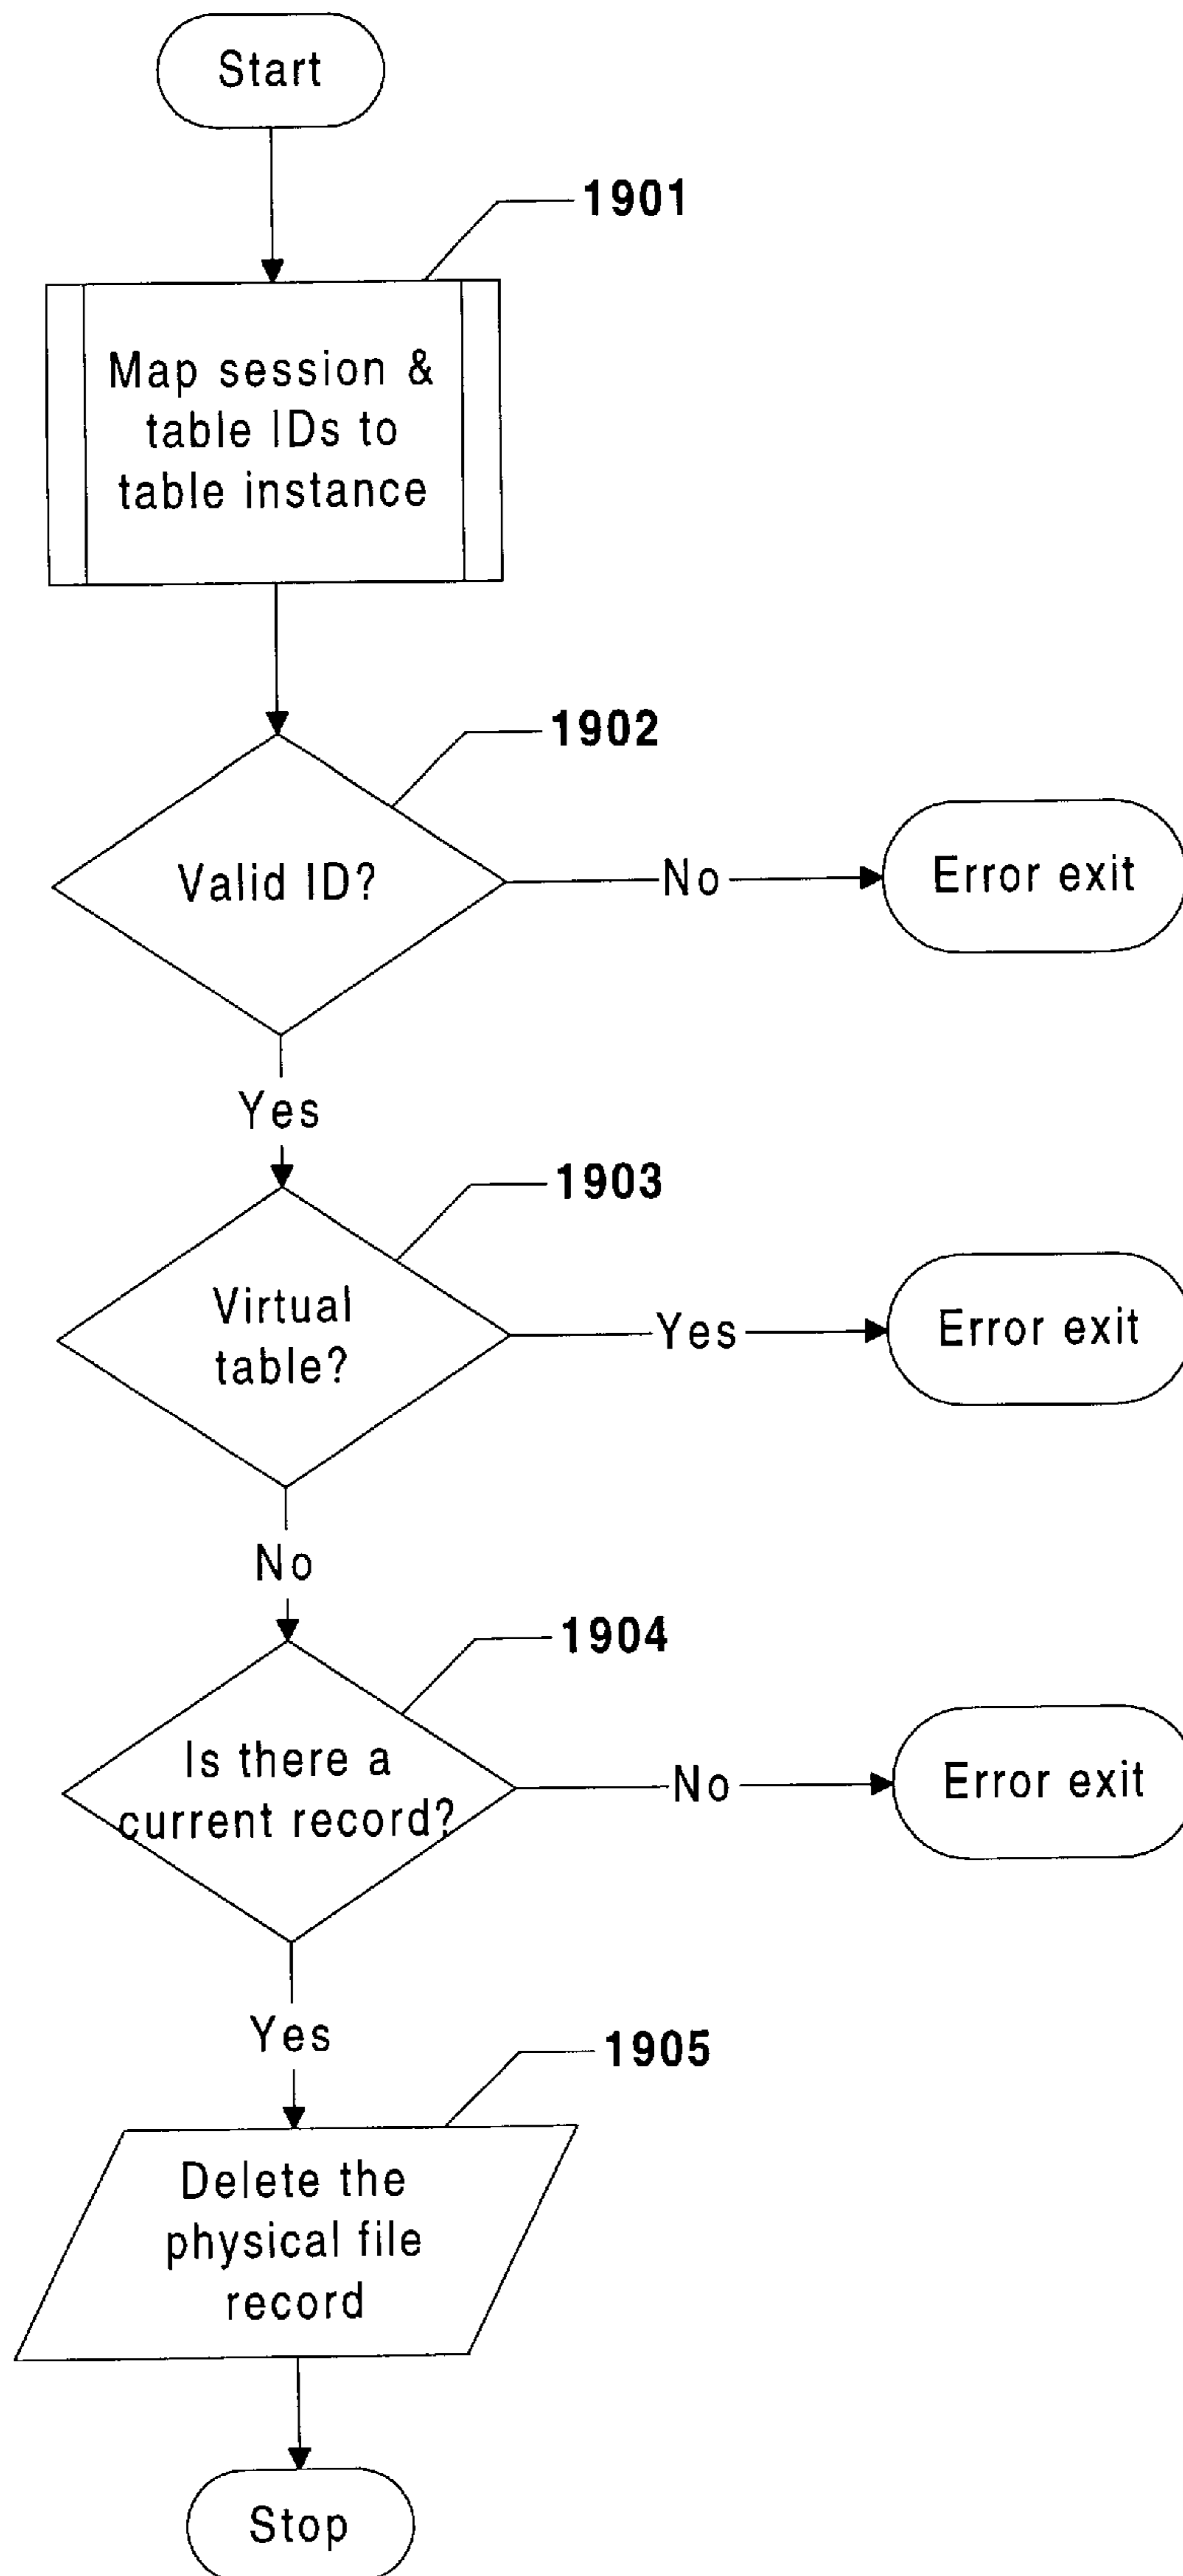 Start
1901
Map session &
table IDs to
table instance
1902
Valid ID?
No
Error exit
Yes
1903
Virtual
table?
Yes
Error exit
No
1904
Is there a
current record?
No
Error exit
Yes
1905
Delete the
physical file
record
Stop